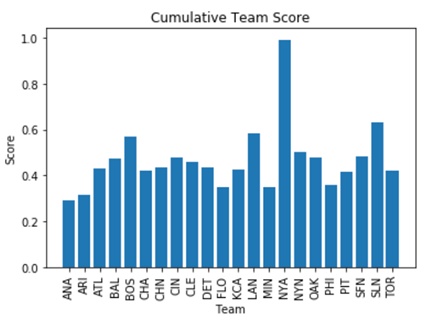 Cumulative Team Score
1.0
0.8
0.6
0.4
0.2
0.0
Score
ANA
ARI
ATL
BAL
BOS
CHA
CHN
CIN
CLE
DET
FLO
KCA
LAN
MIN
NYA
NYN
OAK
PHI
PIT
SFN
SLN
TOR
Team